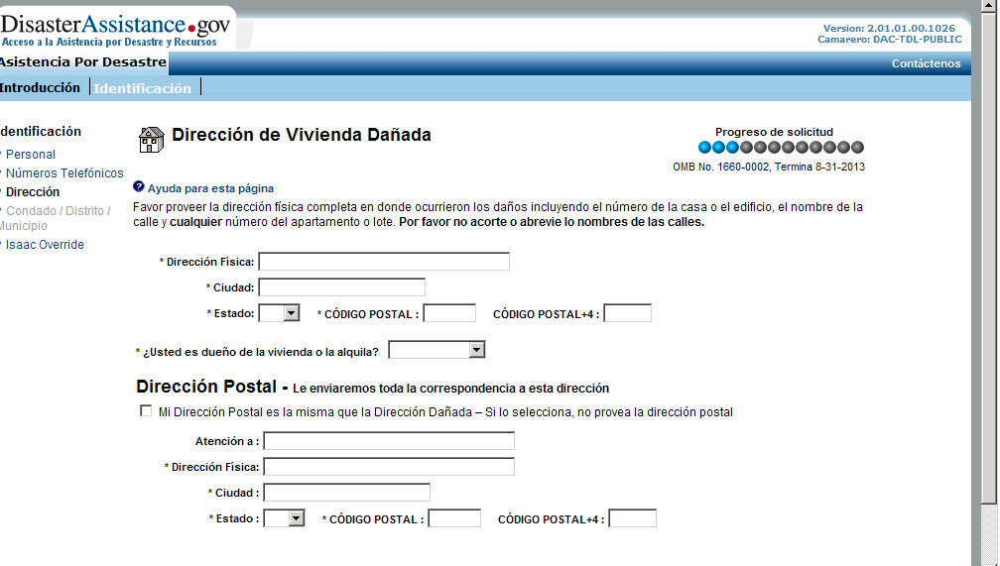 DisasterAssistance.gov
Acceso a la Asistencia por Desastre y Recursos
Version: 2.01.01.00.1026
Camarero: DAC-TDL-PUBLIC
Asistencia Por Desastre
Contáctenos
Introducción
Identificación
dentificación
Personal
Números Telefónicos
Dirección
Condado / Distrito /
Municipio
Isaac Override
Dirección de Vivienda Dañada
Progreso de solicitud
OMB No. 1660-0002, Termina 8-31-2013
? Ayuda para esta página
Favor proveer la dirección física completa en donde ocurrieron los daños incluyendo el número de la casa o el edificio, el nombre de la
calle y cualquier número del apartamento o lote. Por favor no acorte o abrevie lo nombres de las calles.
* Dirección Física:
* Ciudad:
* Estado: * CÓDIGO POSTAL : CÓDIGO POSTAL+4 :
* ¿Usted es dueño de la vivienda o la alquila?
Dirección Postal - Le enviaremos toda la correspondencia a esta dirección
Mi Dirección Postal es la misma que la Dirección Dañada – Si lo selecciona, no provea la dirección postal
Atención a :
* Dirección Física:
* Ciudad :
* Estado : * CÓDIGO POSTAL : CÓDIGO POSTAL+4 :